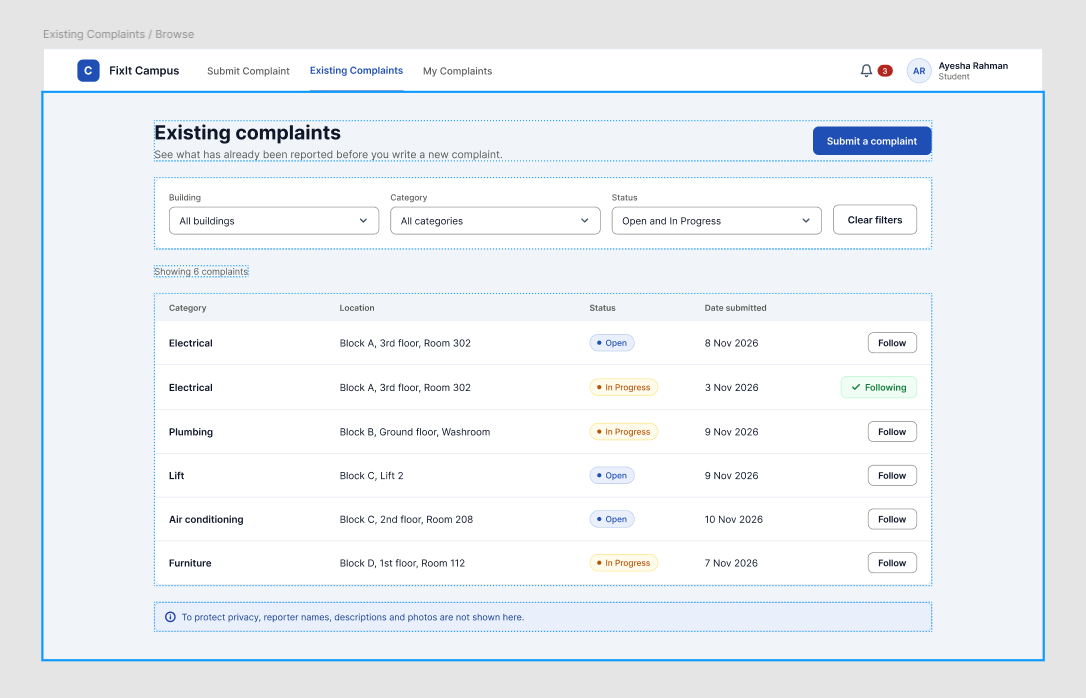 Existing Complaints / Browse
C FixIt Campus Submit Complaint Existing Complaints My Complaints 3 AR Ayesha Rahman
Student
Existing complaints
See what has already been reported before you write a new complaint.
Submit a complaint
Building Category Status
All buildings All categories Open and In Progress Clear filters
Showing 6 complaints
Category Location Status Date submitted
Electrical Block A, 3rd floor, Room 302 Open 8 Nov 2026 Follow
Electrical Block A, 3rd floor, Room 302 In Progress 3 Nov 2026 Following
Plumbing Block B, Ground floor, Washroom In Progress 9 Nov 2026 Follow
Lift Block C, Lift 2 Open 9 Nov 2026 Follow
Air conditioning Block C, 2nd floor, Room 208 Open 10 Nov 2026 Follow
Furniture Block D, 1st floor, Room 112 In Progress 7 Nov 2026 Follow
To protect privacy, reporter names, descriptions and photos are not shown here.